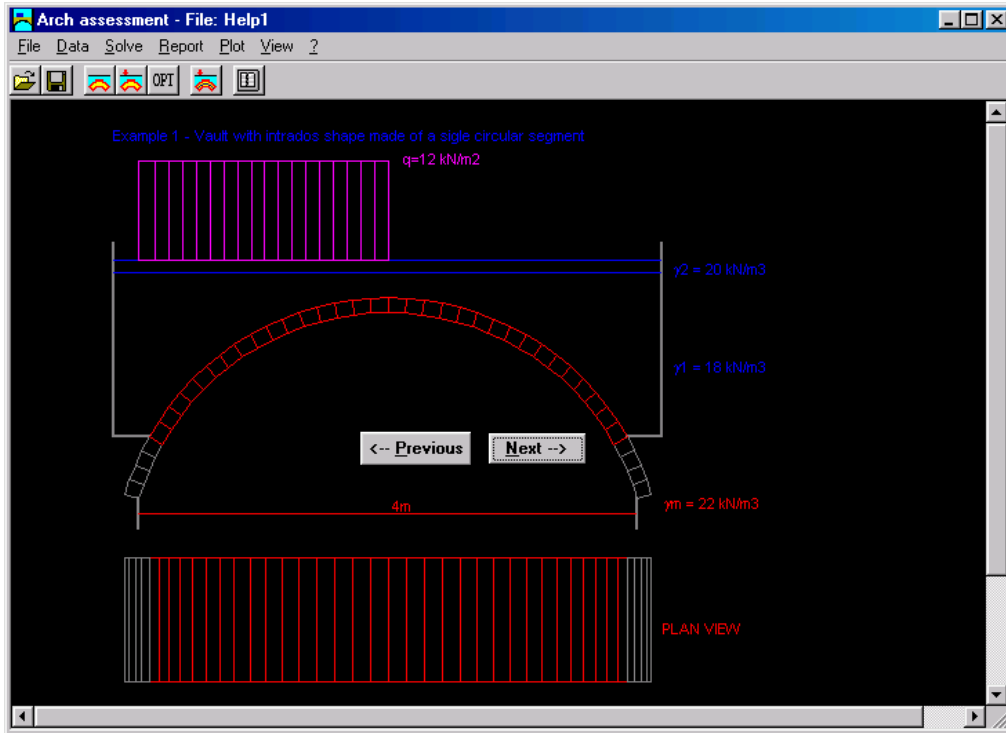 Arch assessment - File: Help1
File Data Solve Report Plot View ?
OPT
Example 1 - Vault with intrados shape made of a sigle circular segment
q=12 kN/m2
γ2 = 20 kN/m3
γ1 = 18 kN/m3
<-- Previous Next -->
4m
γm = 22 kN/m3
PLAN VIEW